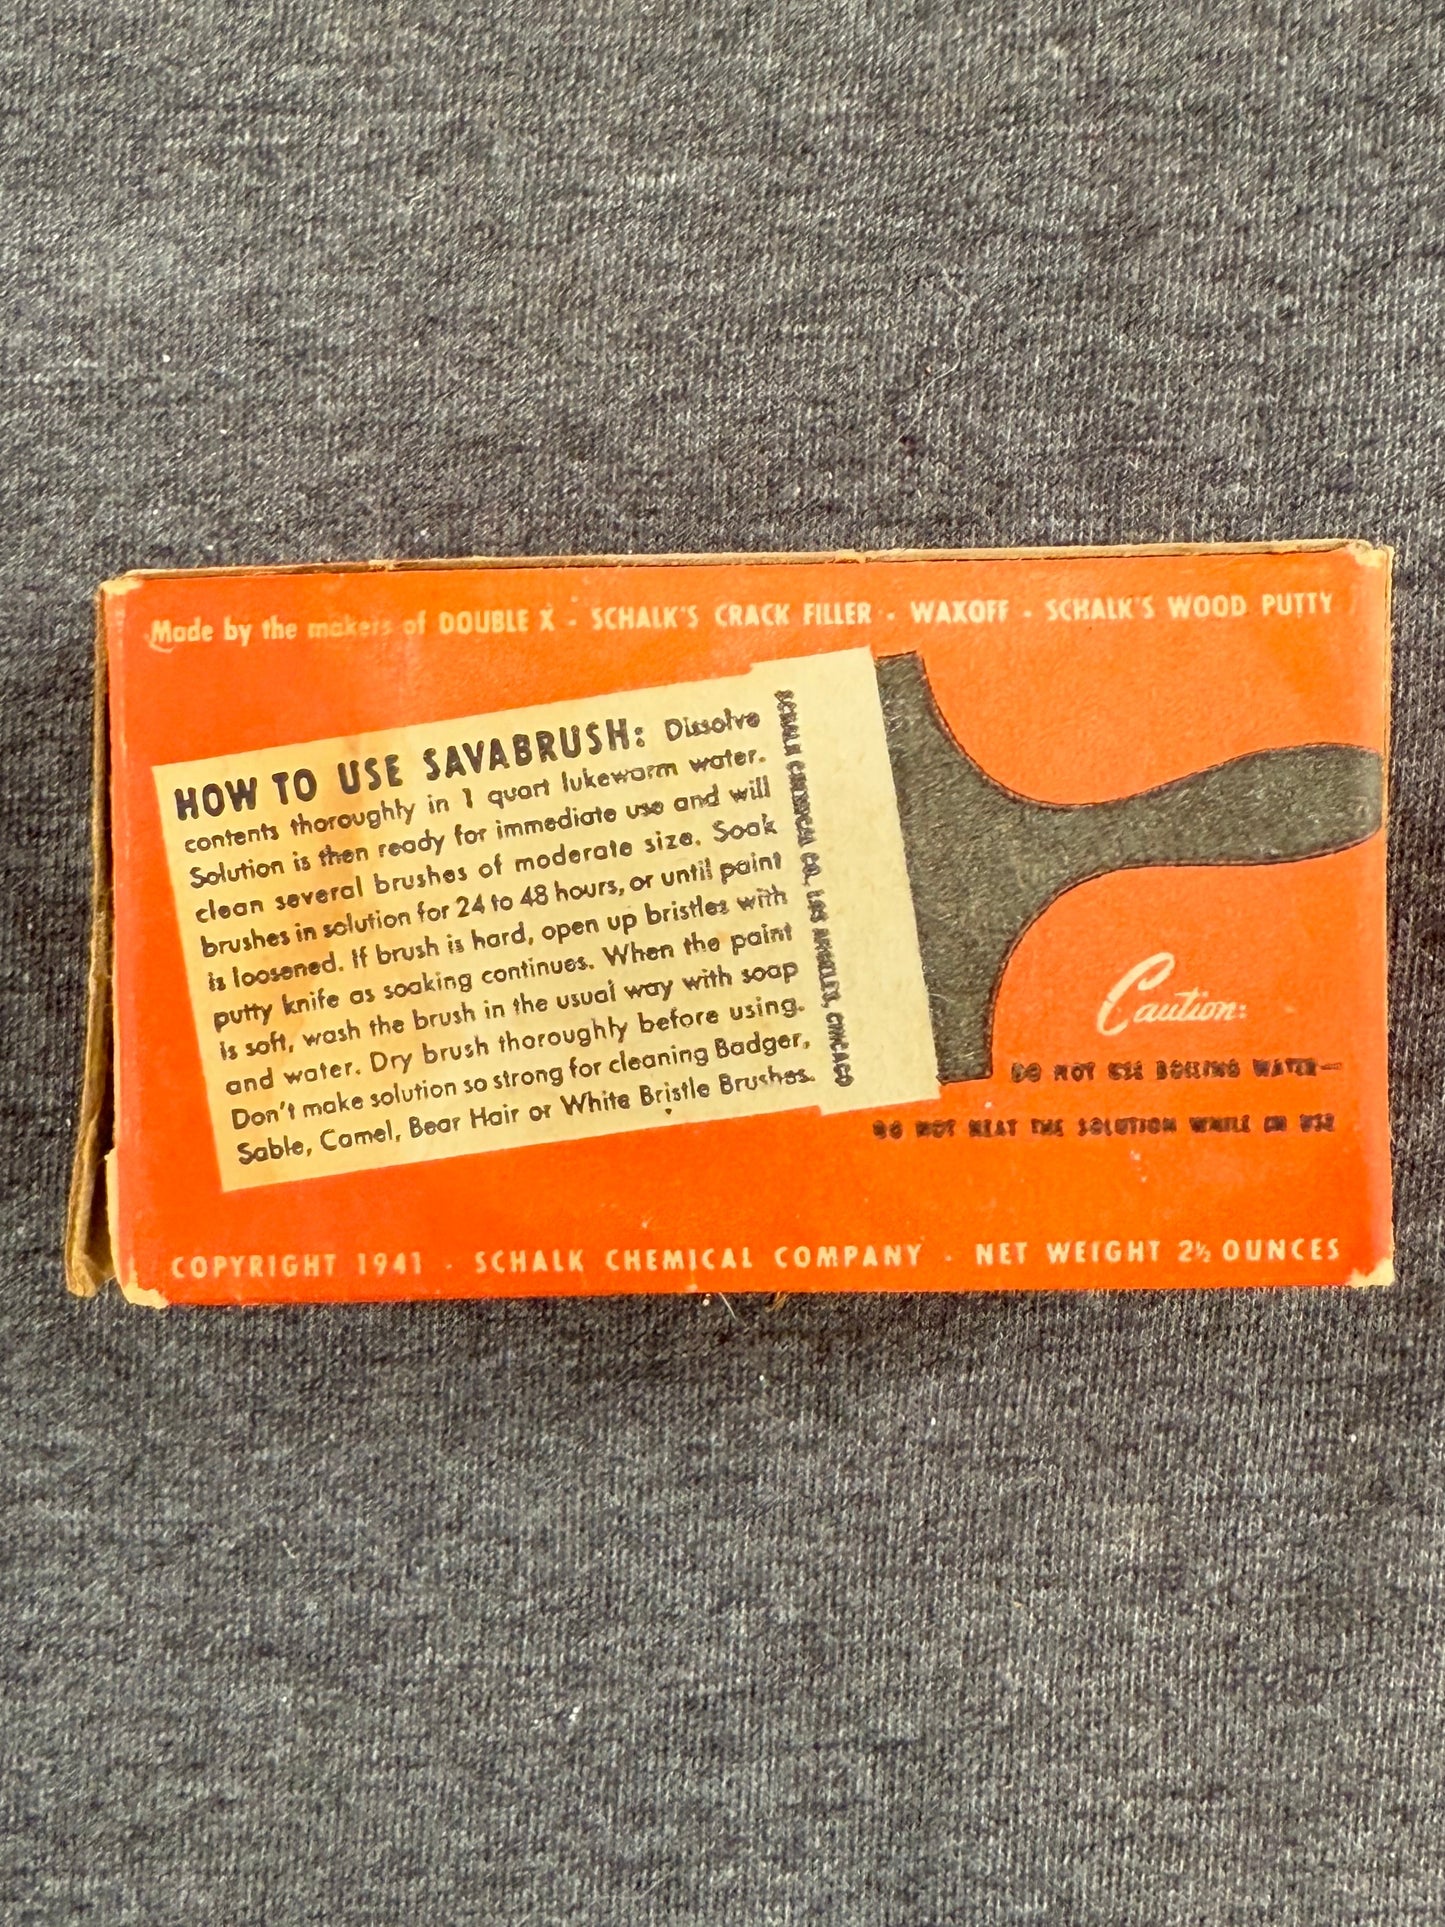 Made by the makers of DOUBLE X - SCHALK'S CRACK FILLER - WAXOFF - SCHALK'S WOOD PUTTY
HOW TO USE SAVABRUSH: Dissolve
contents thoroughly in 1 quart lukewarm water.
Solution is then ready for immediate use and will
clean several brushes of moderate size. Soak
brushes in solution for 24 to 48 hours, or until paint
is loosened. If brush is hard, open up bristles with
putty knife as soaking continues. When the paint
is soft, wash the brush in the usual way with soap
and water. Dry brush thoroughly before using.
Don't make solution so strong for cleaning Badger,
Sable, Camel, Bear Hair or White Bristle Brushes.
SCHALK CHEMICAL CO., LOS ANGELES, CHICAGO
Caution:
DO NOT USE BOILING WATER—
DO NOT HEAT THE SOLUTION WHILE IN USE
COPYRIGHT 1941 - SCHALK CHEMICAL COMPANY - NET WEIGHT 2½ OUNCES